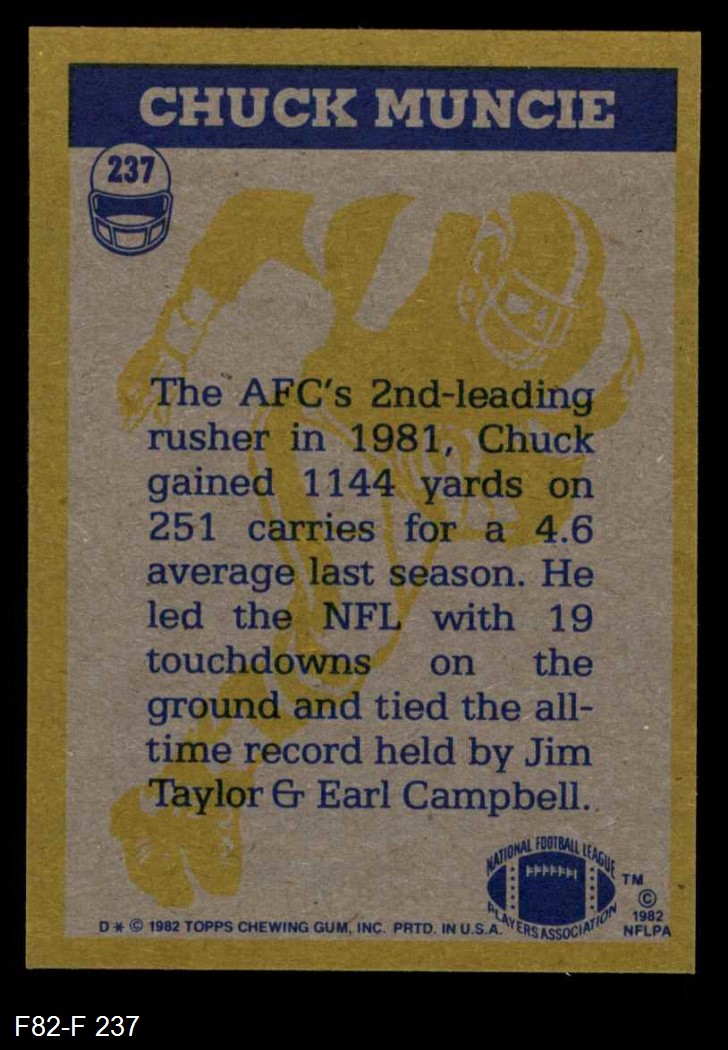 CHUCK MUNCIE
237
The AFC's 2nd-leading
rusher in 1981, Chuck
gained 1144 yards on
251 carries for a 4.6
average last season. He
led the NFL with 19
touchdowns on the
ground and tied the all-
time record held by Jim
Taylor & Earl Campbell.
NATIONAL FOOTBALL LEAGUE
PLAYERS ASSOCIATION
TM
©
1982
NFLPA
D * © 1982 TOPPS CHEWING GUM, INC. PRTD. IN U.S.A.
F82-F 237